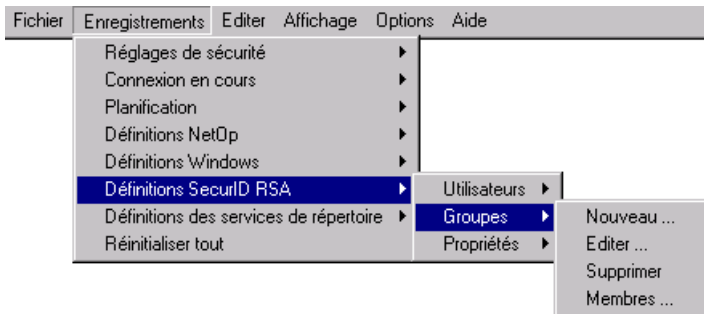 Fichier Enregistrements Editer Affichage Options Aide
Réglages de sécurité
Connexion en cours
Planification
Définitions NetOp
Définitions Windows
Définitions SecurID RSA Utilisateurs
Définitions des services de répertoire Groupes Nouveau ...
Réinitialiser tout Propriétés Editer ...
Supprimer
Membres ...